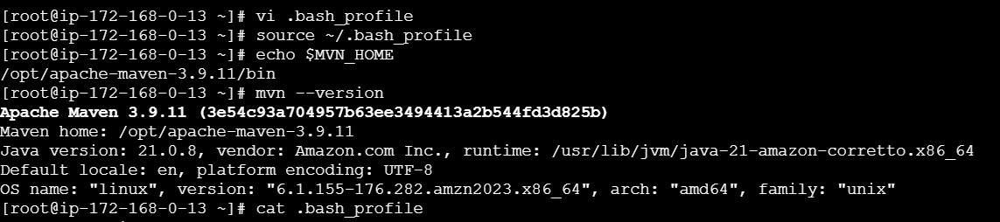 [root@ip-172-168-0-13 ~]# vi .bash_profile
[root@ip-172-168-0-13 ~]# source ~/.bash_profile
[root@ip-172-168-0-13 ~]# echo $MVN_HOME
/opt/apache-maven-3.9.11/bin
[root@ip-172-168-0-13 ~]# mvn --version
Apache Maven 3.9.11 (3e54c93a704957b63ee3494413a2b544fd3d825b)
Maven home: /opt/apache-maven-3.9.11
Java version: 21.0.8, vendor: Amazon.com Inc., runtime: /usr/lib/jvm/java-21-amazon-corretto.x86_64
Default locale: en, platform encoding: UTF-8
OS name: "linux", version: "6.1.155-176.282.amzn2023.x86_64", arch: "amd64", family: "unix"
[root@ip-172-168-0-13 ~]# cat .bash_profile